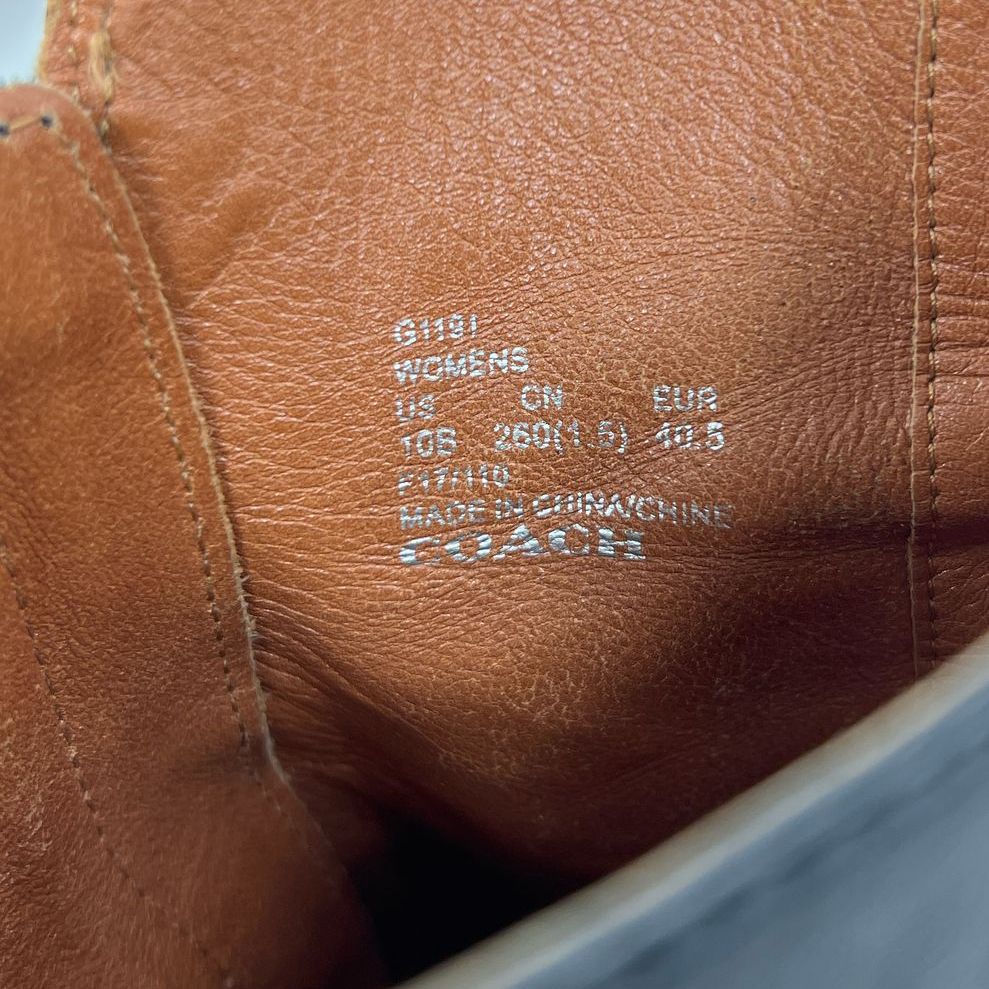 G1191
WOMENS
US CN EUR
10B 260(1.5) 40.5
F17/110
MADE IN CHINA/CHINE
COACH